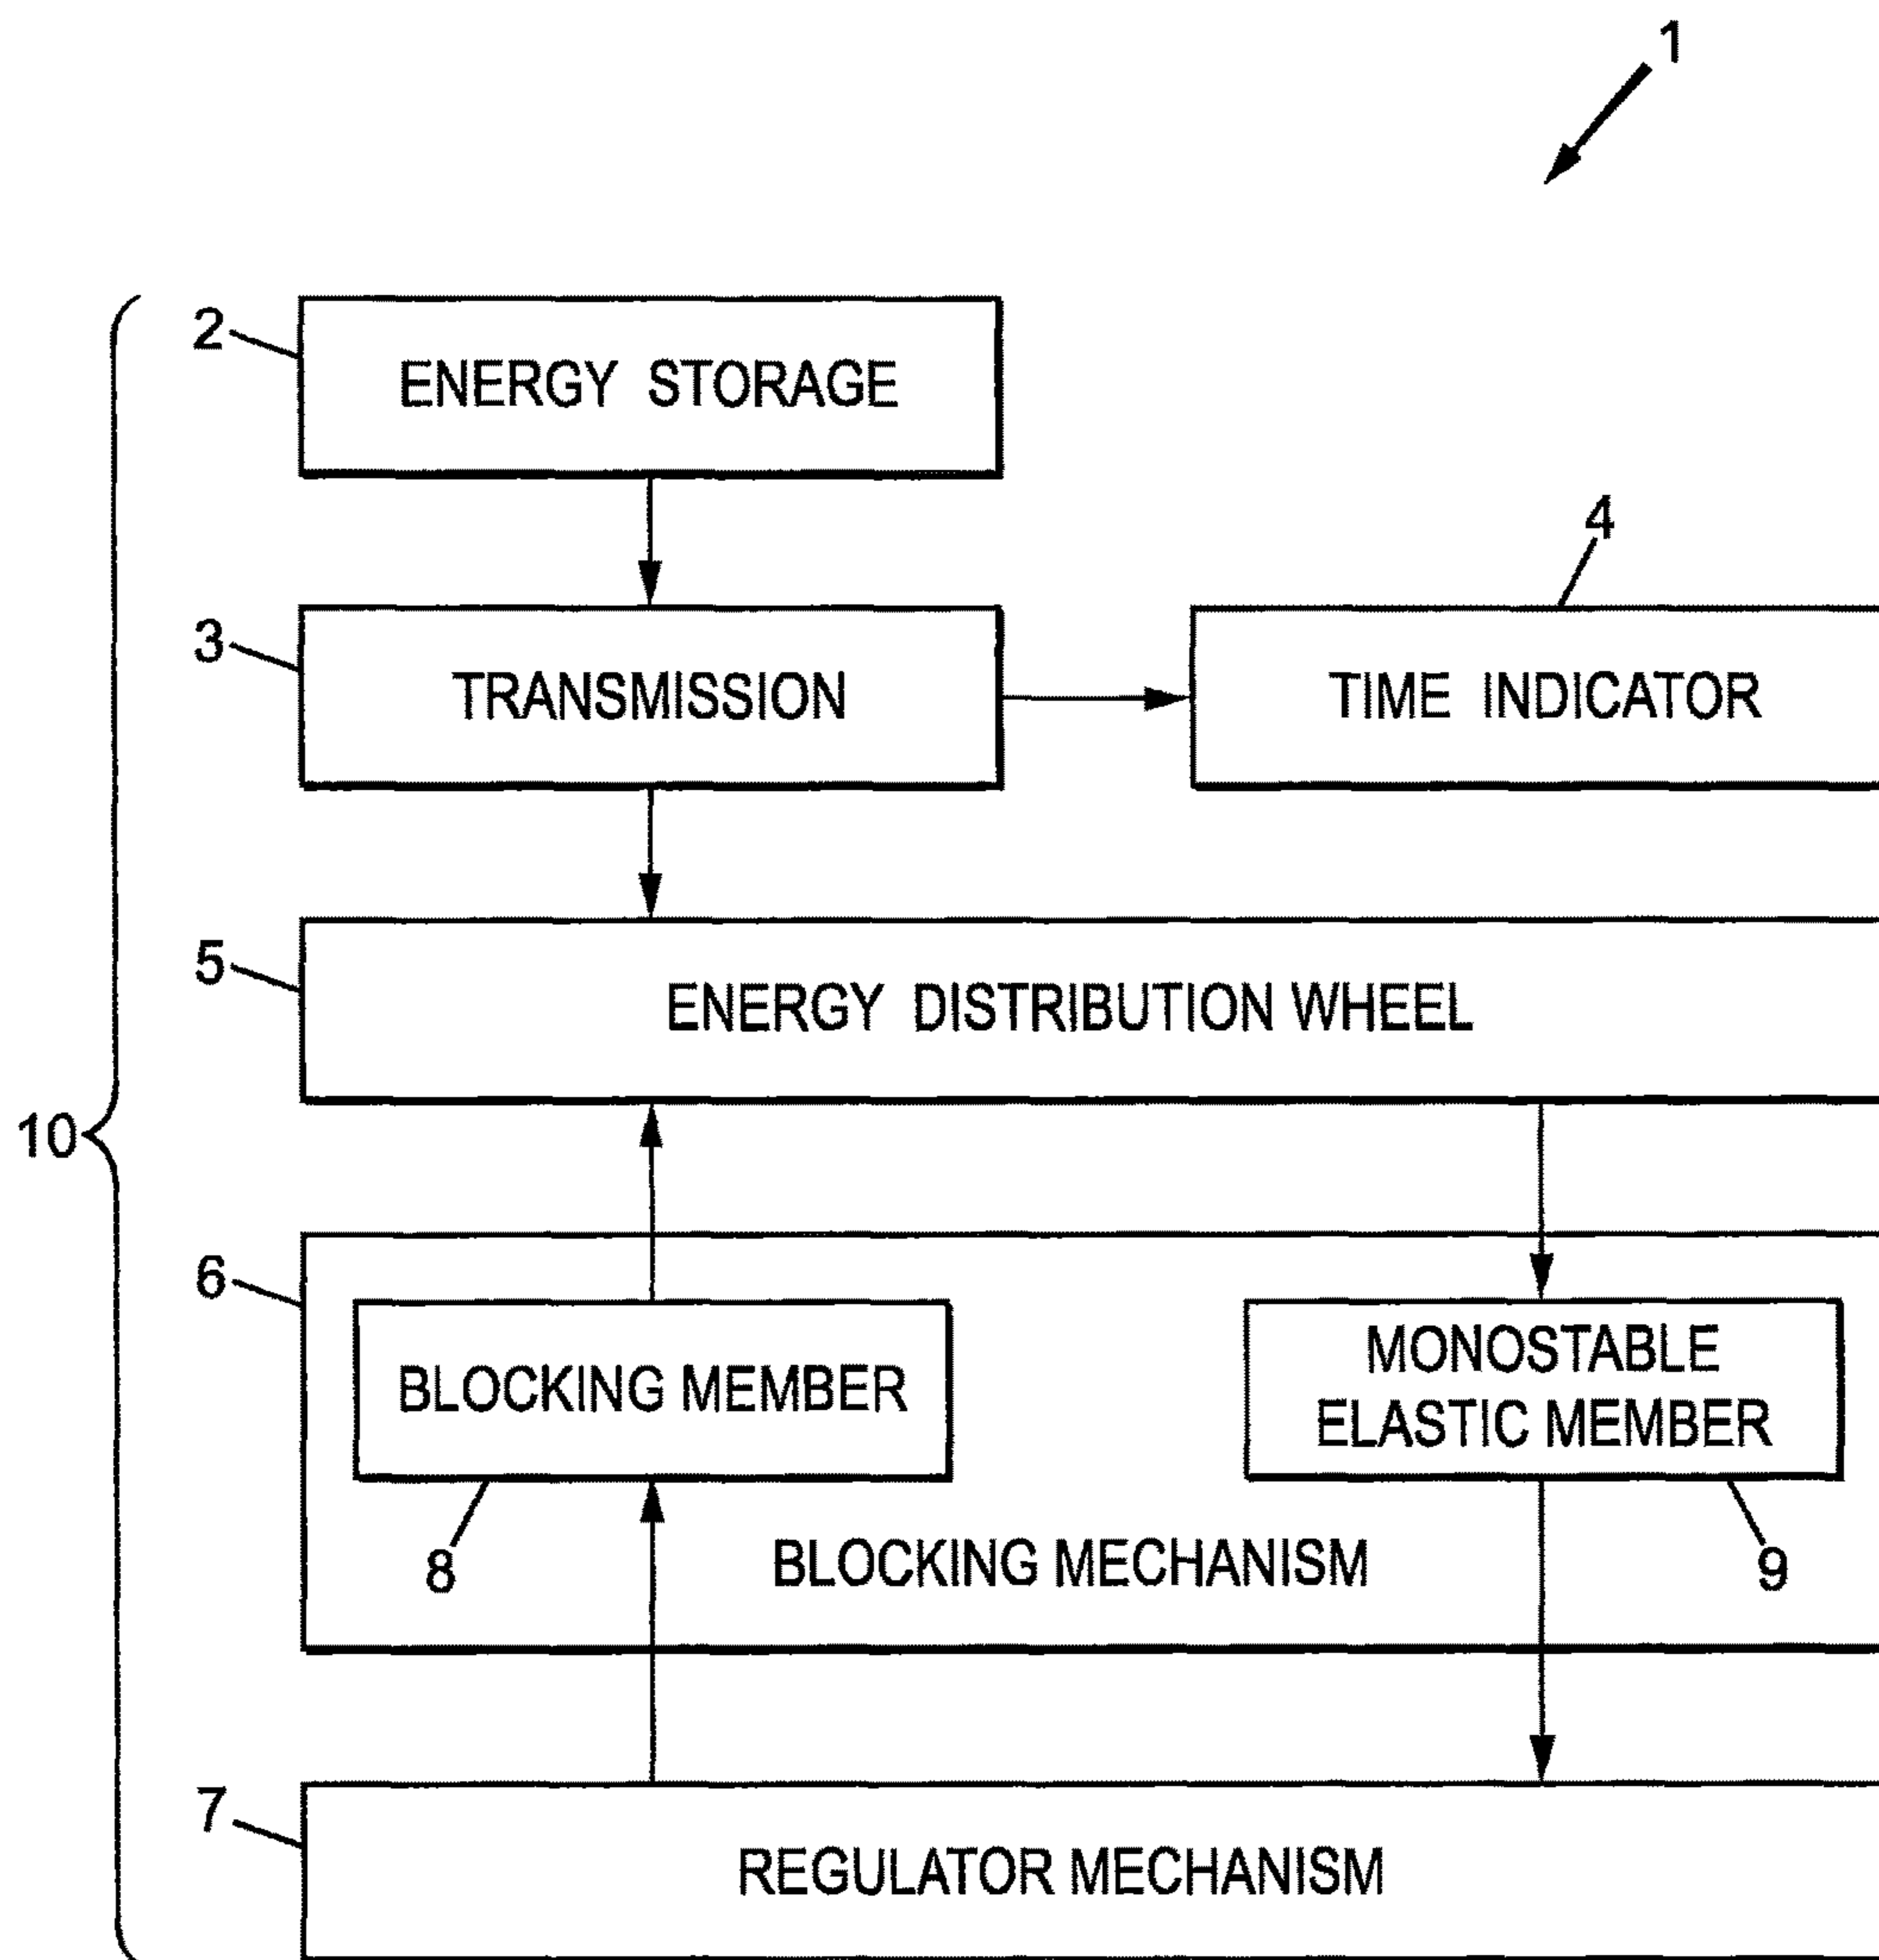 1
2
ENERGY STORAGE
4
3
TRANSMISSION
TIME INDICATOR
5
ENERGY DISTRIBUTION WHEEL
10
6
BLOCKING MEMBER
MONOSTABLE
ELASTIC MEMBER
8
BLOCKING MECHANISM
9
7
REGULATOR MECHANISM